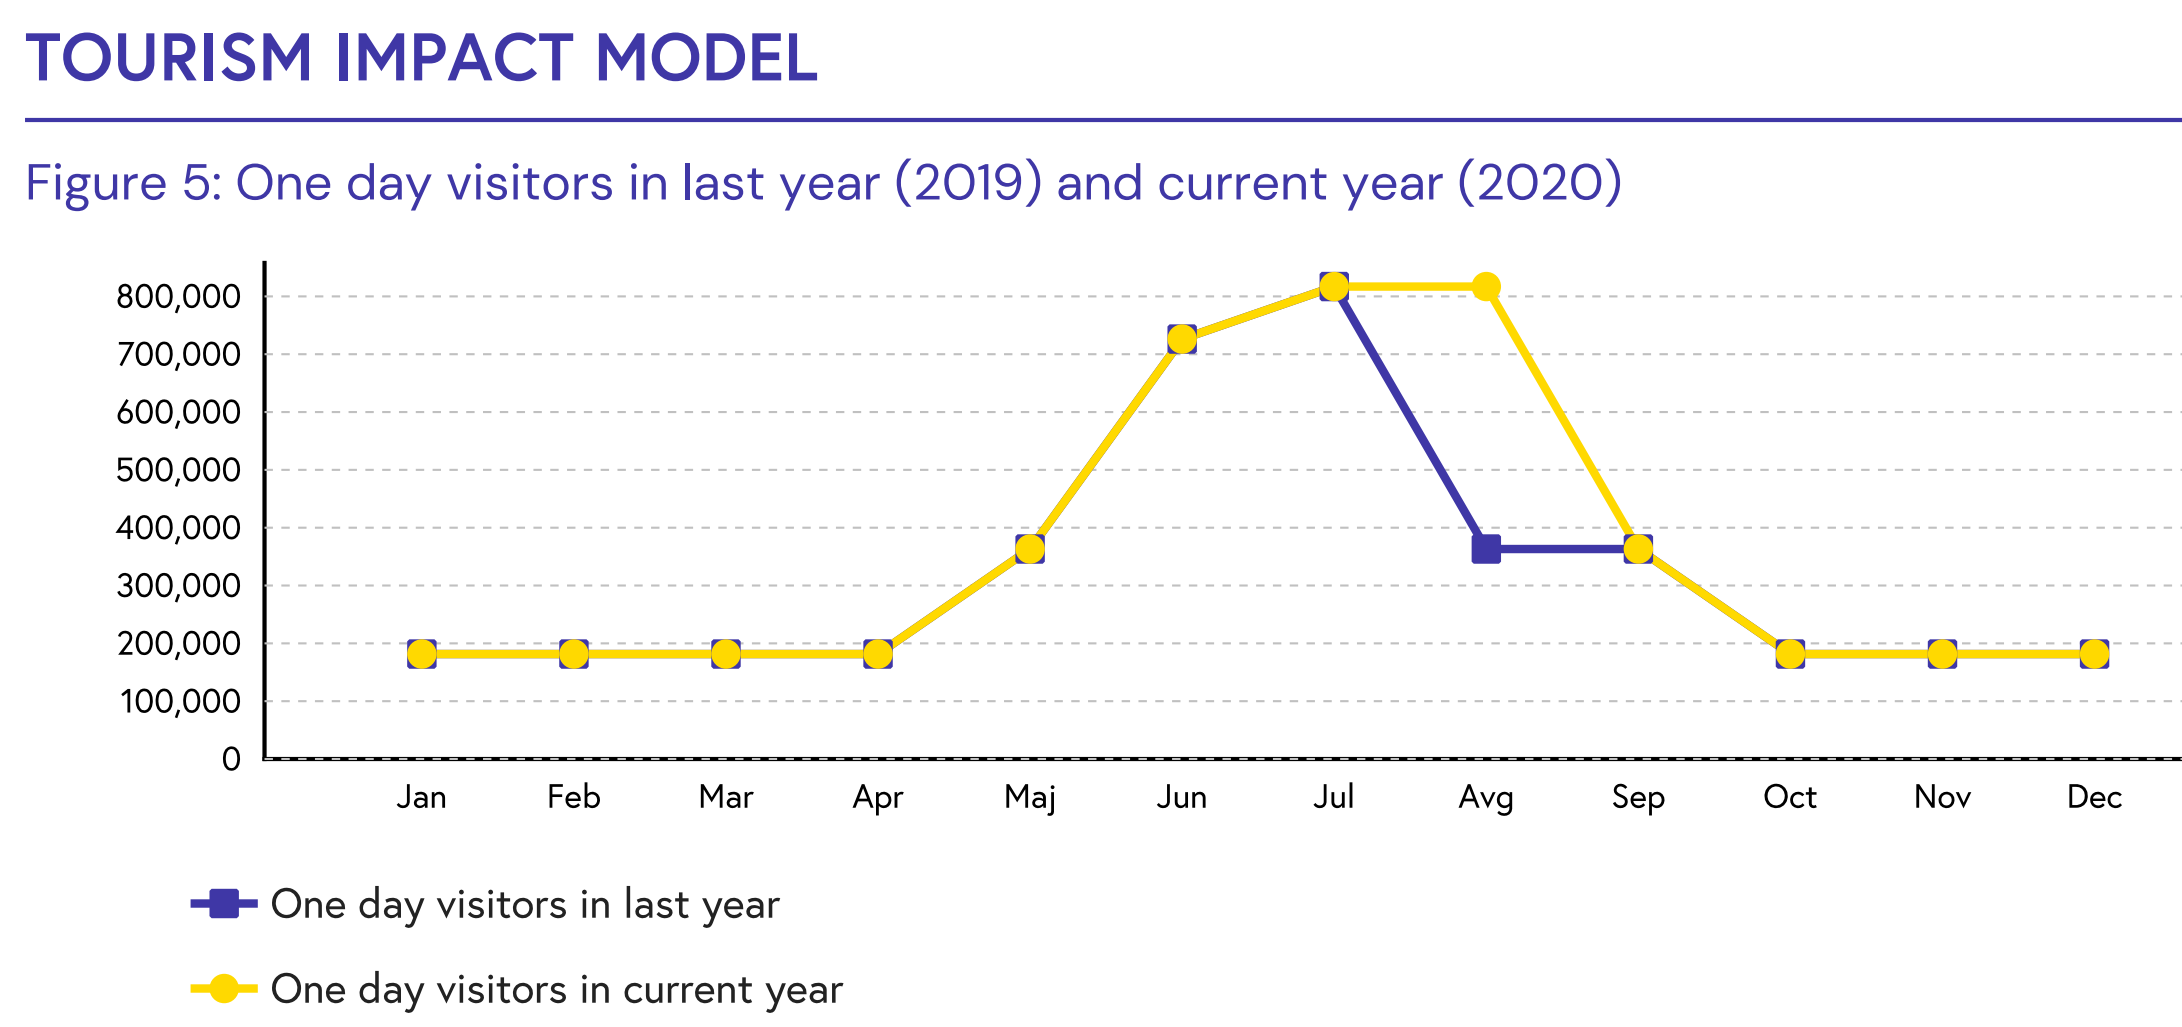 TOURISM IMPACT MODEL
Figure 5: One day visitors in last year (2019) and current year (2020)
800,000
700,000
600,000
500,000
400,000
300,000
200,000
100,000
0
Jan Feb Mar Apr Maj Jun Jul Avg Sep Oct Nov Dec
One day visitors in last year
One day visitors in current year